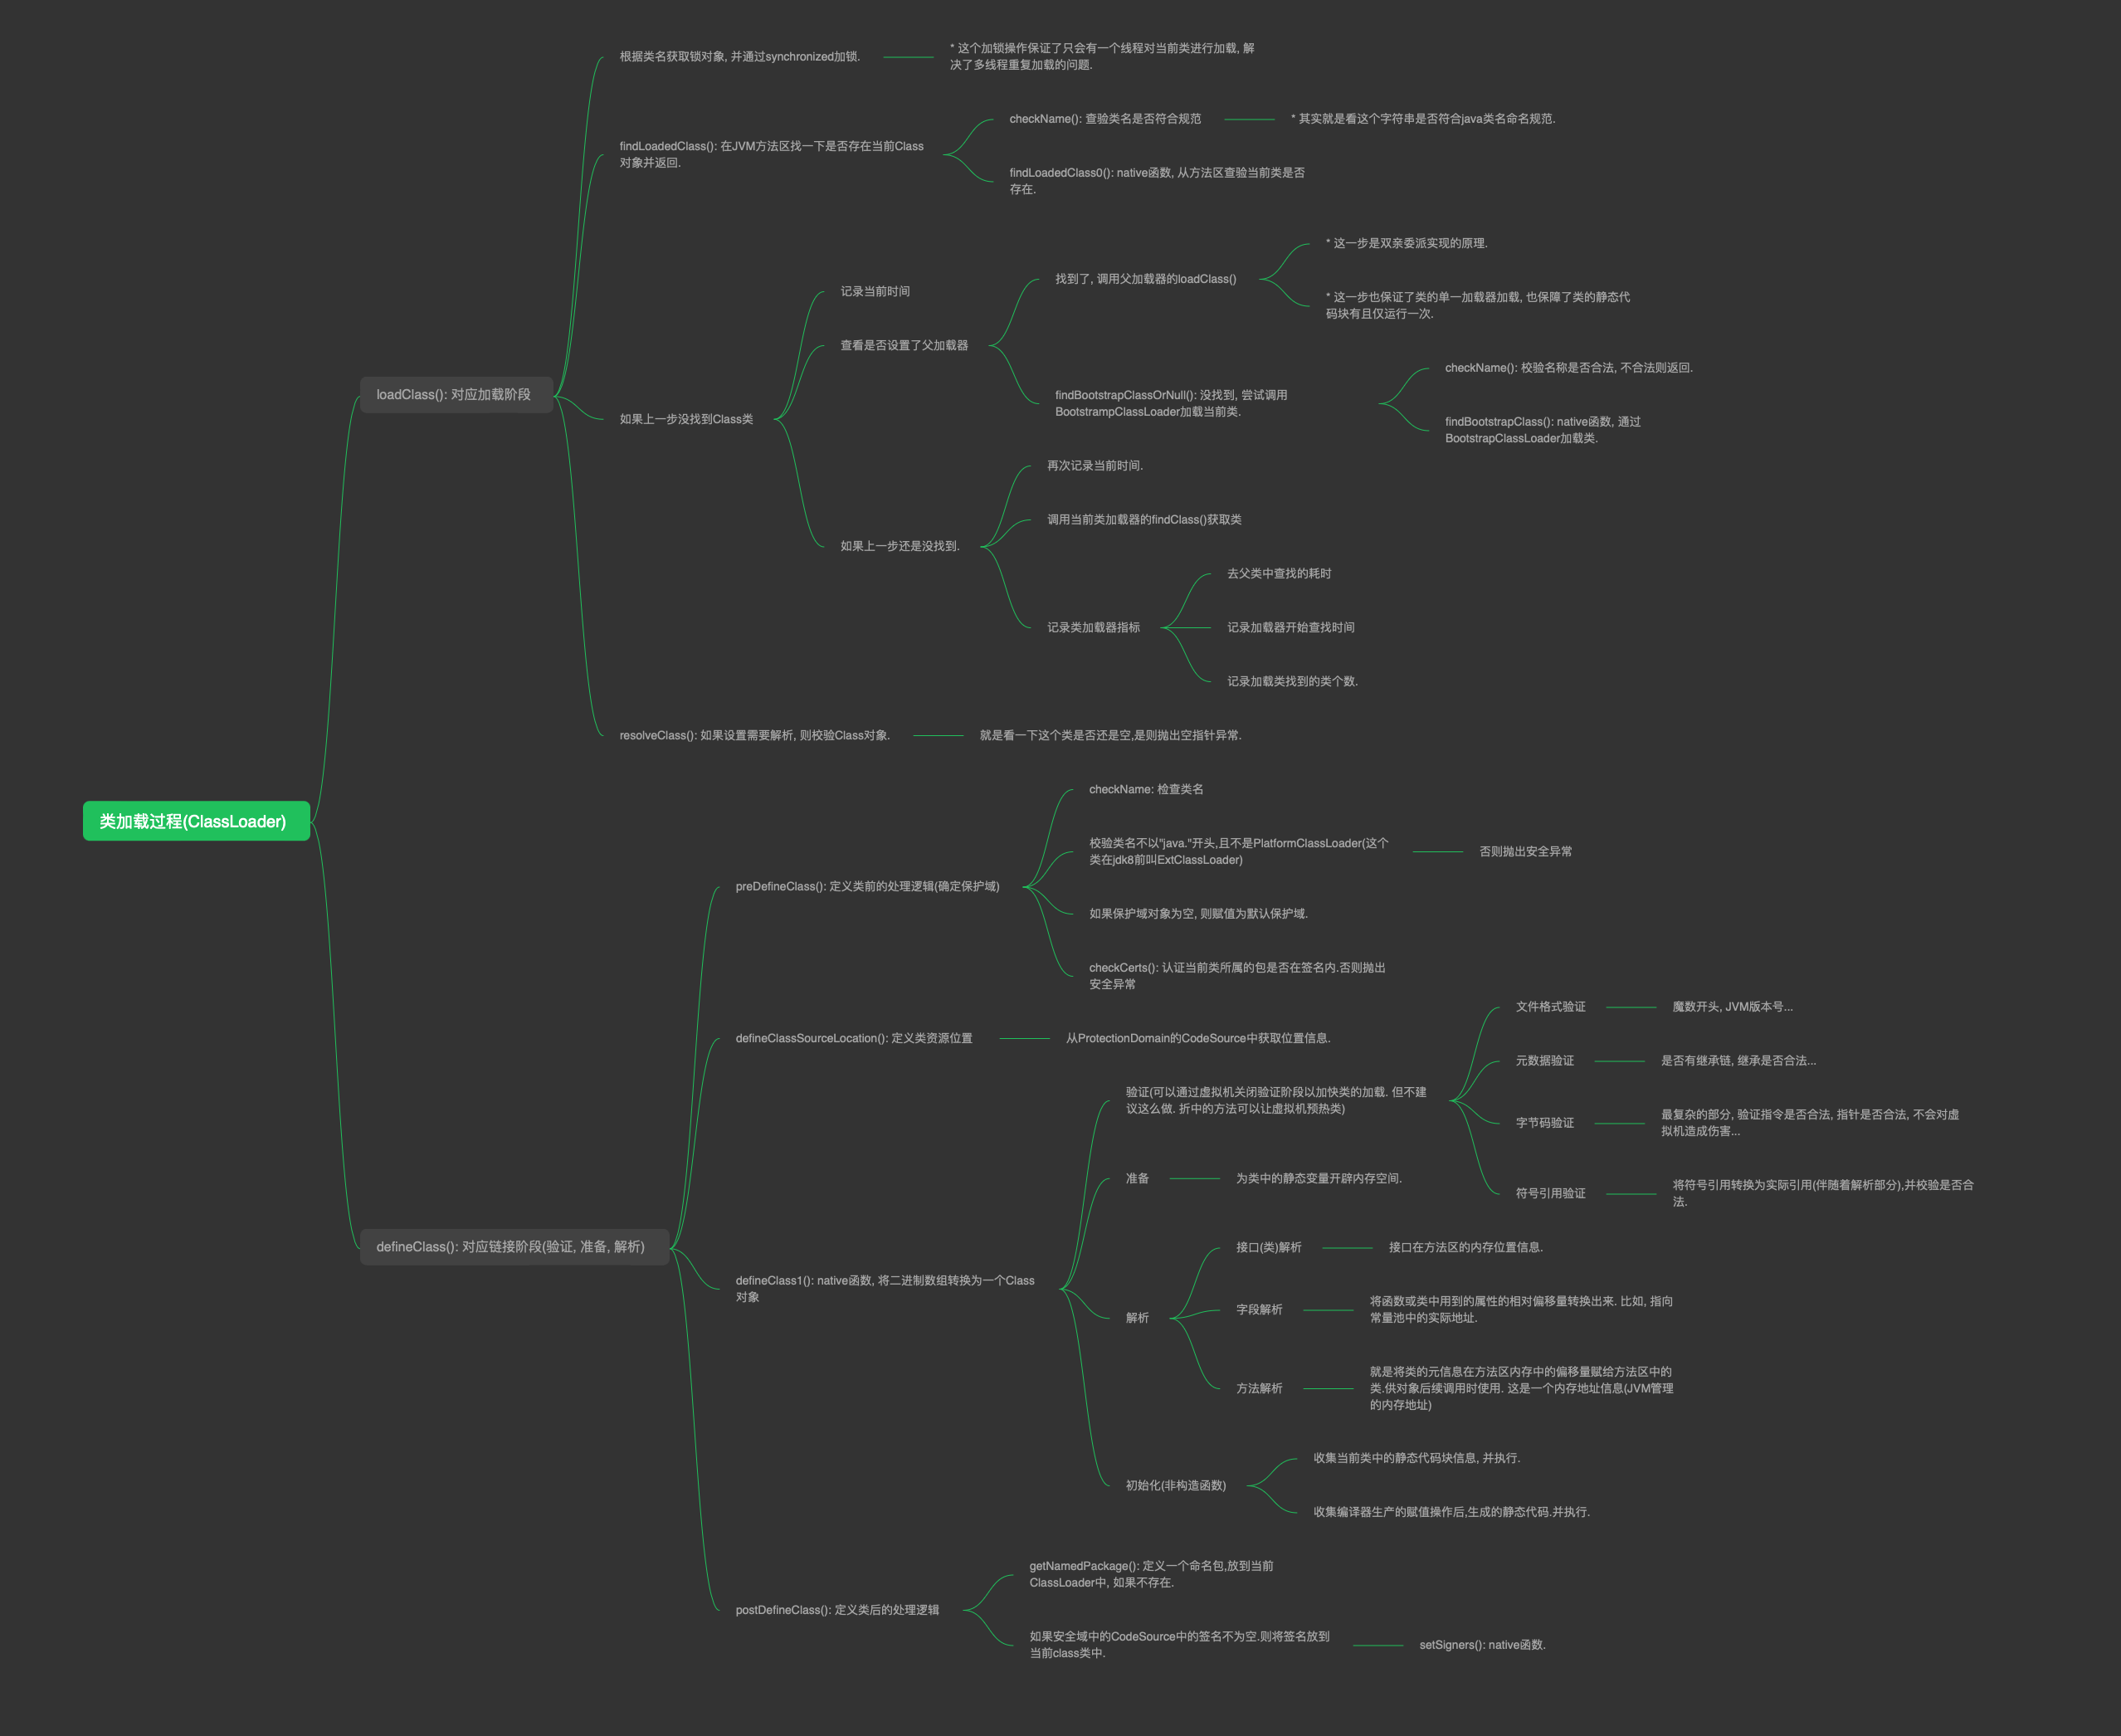 类加载过程(ClassLoader)
loadClass(): 对应加载阶段
根据类名获取锁对象, 并通过synchronized加锁.
* 这个加锁操作保证了只会有一个线程对当前类进行加载, 解
决了多线程重复加载的问题.
findLoadedClass(): 在JVM方法区找一下是否存在当前Class
对象并返回.
checkName(): 查验类名是否符合规范
* 其实就是看这个字符串是否符合java类名命名规范.
findLoadedClass0(): native函数, 从方法区查验当前类是否
存在.
如果上一步没找到Class类
记录当前时间
查看是否设置了父加载器
找到了, 调用父加载器的loadClass()
* 这一步是双亲委派实现的原理.
* 这一步也保证了类的单一加载器加载, 也保障了类的静态代
码块有且仅运行一次.
findBootstrapClassOrNull(): 没找到, 尝试调用
BootstrampClassLoader加载当前类.
checkName(): 校验名称是否合法, 不合法则返回.
findBootstrapClass(): native函数, 通过
BootstrapClassLoader加载类.
如果上一步还是没找到.
再次记录当前时间.
调用当前类加载器的findClass()获取类
记录类加载器指标
去父类中查找的耗时
记录加载器开始查找时间
记录加载类找到的类个数.
resolveClass(): 如果设置需要解析, 则校验Class对象.
就是看一下这个类是否还是空,是则抛出空指针异常.
defineClass(): 对应链接阶段(验证, 准备, 解析)
preDefineClass(): 定义类前的处理逻辑(确定保护域)
checkName: 检查类名
校验类名不以"java."开头,且不是PlatformClassLoader(这个
类在jdk8前叫ExtClassLoader)
否则抛出安全异常
如果保护域对象为空, 则赋值为默认保护域.
checkCerts(): 认证当前类所属的包是否在签名内.否则抛出
安全异常
defineClassSourceLocation(): 定义类资源位置
从ProtectionDomain的CodeSource中获取位置信息.
defineClass1(): native函数, 将二进制数组转换为一个Class
对象
验证(可以通过虚拟机关闭验证阶段以加快类的加载. 但不建
议这么做. 折中的方法可以让虚拟机预热类)
文件格式验证
魔数开头, JVM版本号...
元数据验证
是否有继承链, 继承是否合法...
字节码验证
最复杂的部分, 验证指令是否合法, 指针是否合法, 不会对虚
拟机造成伤害...
符号引用验证
将符号引用转换为实际引用(伴随着解析部分),并校验是否合
法.
准备
为类中的静态变量开辟内存空间.
解析
接口(类)解析
接口在方法区的内存位置信息.
字段解析
将函数或类中用到的属性的相对偏移量转换出来. 比如, 指向
常量池中的实际地址.
方法解析
就是将类的元信息在方法区内存中的偏移量赋给方法区中的
类.供对象后续调用时使用. 这是一个内存地址信息(JVM管理
的内存地址)
初始化(非构造函数)
收集当前类中的静态代码块信息, 并执行.
收集编译器生产的赋值操作后,生成的静态代码.并执行.
postDefineClass(): 定义类后的处理逻辑
getNamedPackage(): 定义一个命名包,放到当前
ClassLoader中, 如果不存在.
如果安全域中的CodeSource中的签名不为空.则将签名放到
当前class类中.
setSigners(): native函数.